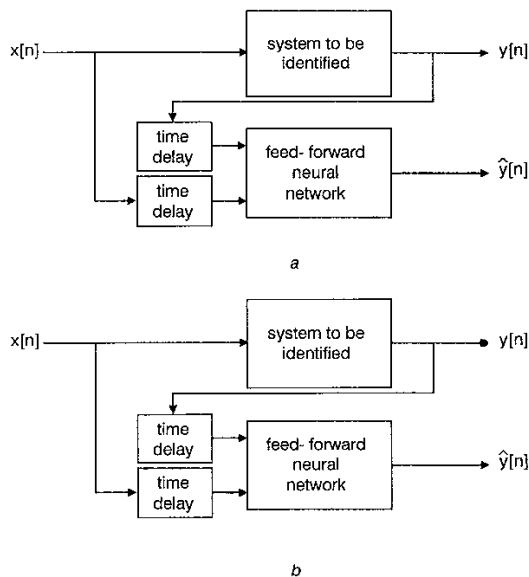 x[n]
system to be
identified
y[n]
time
delay
feed- forward
neural
network
ŷ[n]
time
delay
a
x[n]
system to be
identified
y[n]
time
delay
feed- forward
neural
network
ŷ[n]
time
delay
b